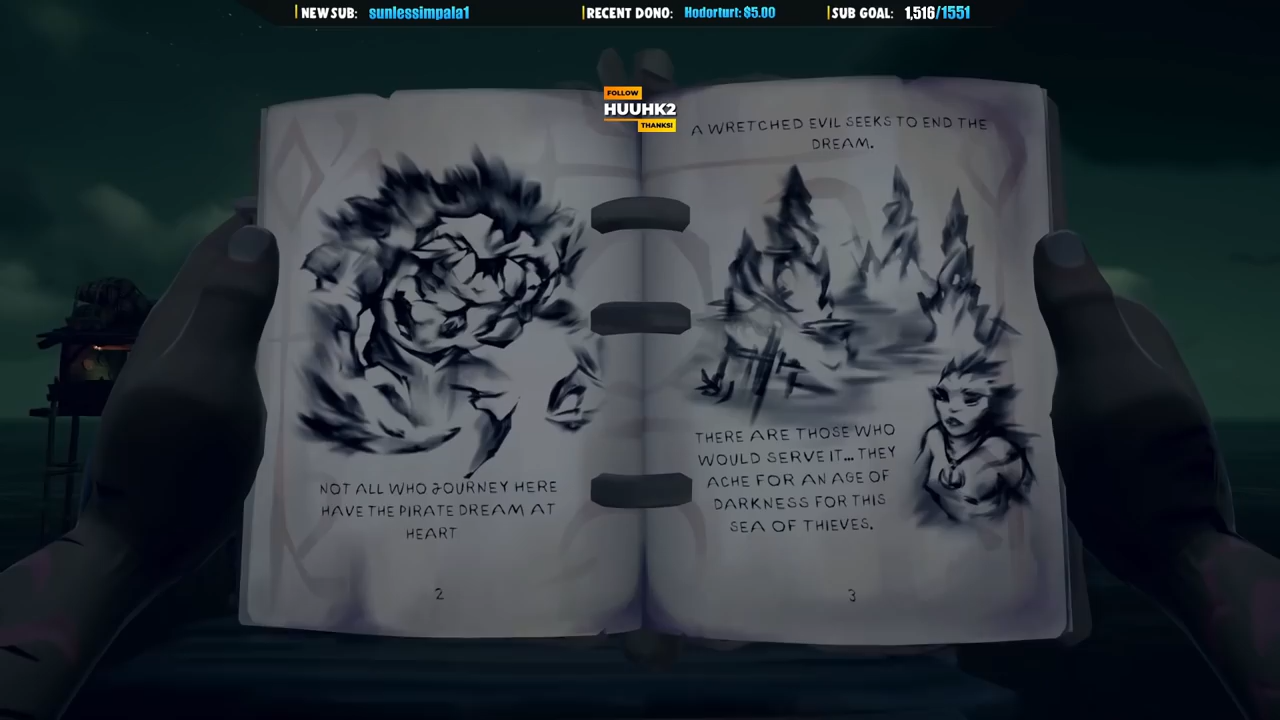 NEW SUB: sunlessimpala1 RECENT DONO: Hodorturt: $5.00 SUB GOAL: 1,516/1551
FOLLOW
HUUHK2
THANKS!
NOT ALL WHO JOURNEY HERE
HAVE THE PIRATE DREAM AT
HEART
2
A WRETCHED EVIL SEEKS TO END THE
DREAM.
THERE ARE THOSE WHO
WOULD SERVE IT... THEY
ACHE FOR AN AGE OF
DARKNESS FOR THIS
SEA OF THIEVES.
3